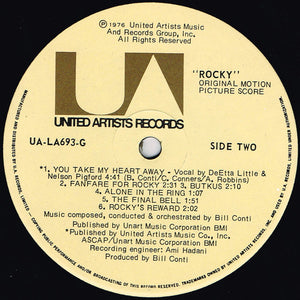 ℗ 1976 United Artists Music
And Records Group, Inc.
All Rights Reserved
UA
UNITED ARTISTS RECORDS
"ROCKY"
ORIGINAL MOTION
PICTURE SCORE
UA-LA693-G
SIDE TWO
*1. YOU TAKE MY HEART AWAY - Vocal by DeEtta Little &
Nelson Pigford 4:41 (B. Conti/C. Conners/A. Robbins)
2. FANFARE FOR ROCKY 2:31 3. BUTKUS 2:10
4. ALONE IN THE RING 1:10
5. THE FINAL BELL 1:51
6. ROCKY'S REWARD 2:02
Music composed, conducted & orchestrated by Bill Conti
Published by Unart Music Corporation BMI
*Published by United Artists Music Co., Inc.
ASCAP/Unart Music Corporation BMI
Recording engineer: Ami Hadani
Produced by Bill Conti